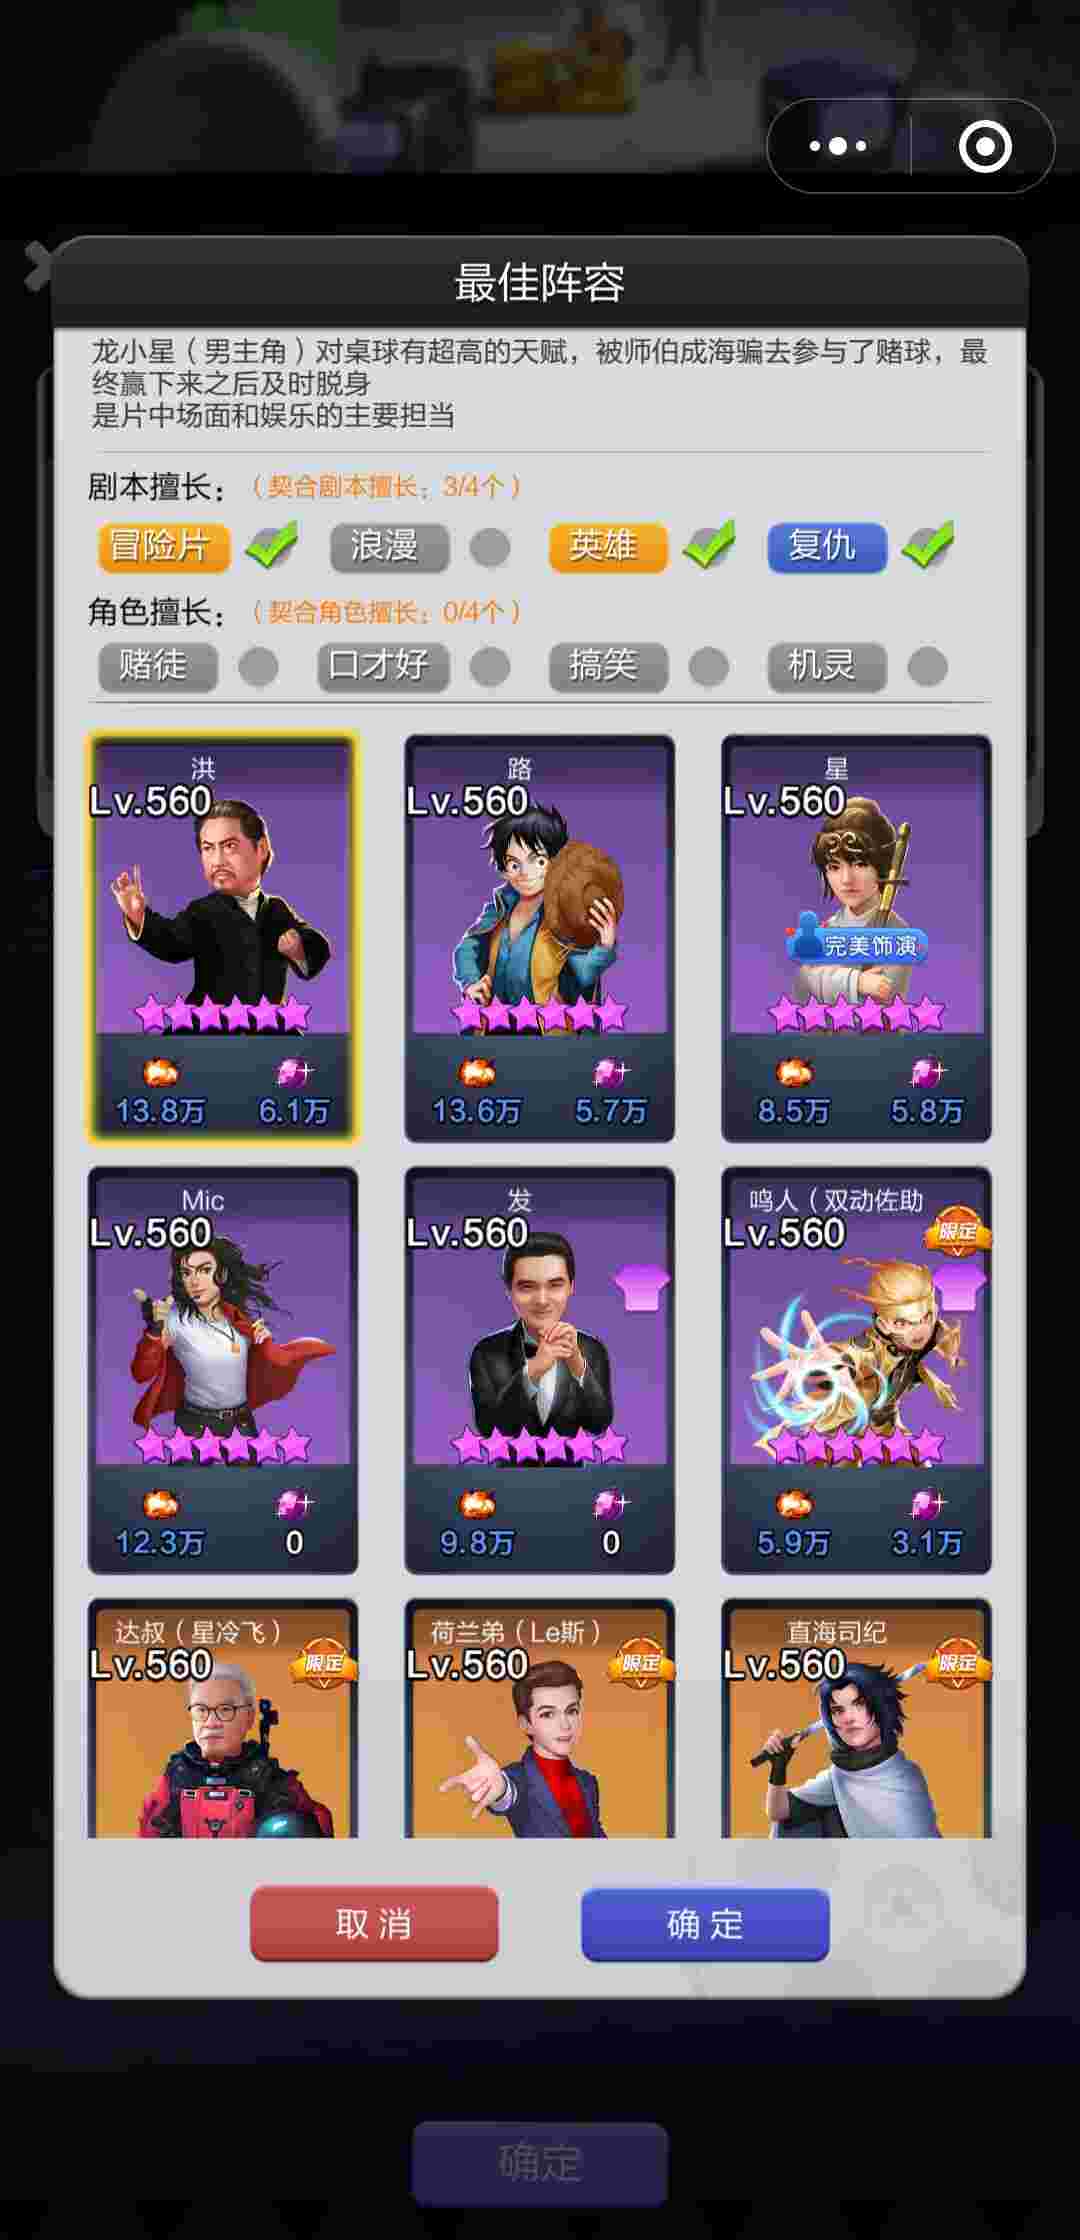 最佳阵容
龙小星（男主角）对桌球有超高的天赋，被师伯成海骗去参与了赌球，最
终赢下来之后及时脱身
是片中场面和娱乐的主要担当
剧本擅长：（契合剧本擅长：3/4个）
冒险片 浪漫 英雄 复仇
角色擅长：（契合角色擅长：0/4个）
赌徒 口才好 搞笑 机灵
洪 路 星
Lv.560 Lv.560 Lv.560
完美饰演
13.8万 6.1万 13.6万 5.7万 8.5万 5.8万
Mic 发 鸣人（双动佐助
Lv.560 Lv.560 Lv.560 限定
12.3万 0 9.8万 0 5.9万 3.1万
达叔（星冷飞） 荷兰弟（Le斯） 直海司纪
Lv.560 限定 Lv.560 限定 Lv.560 限定
取消 确定
确定